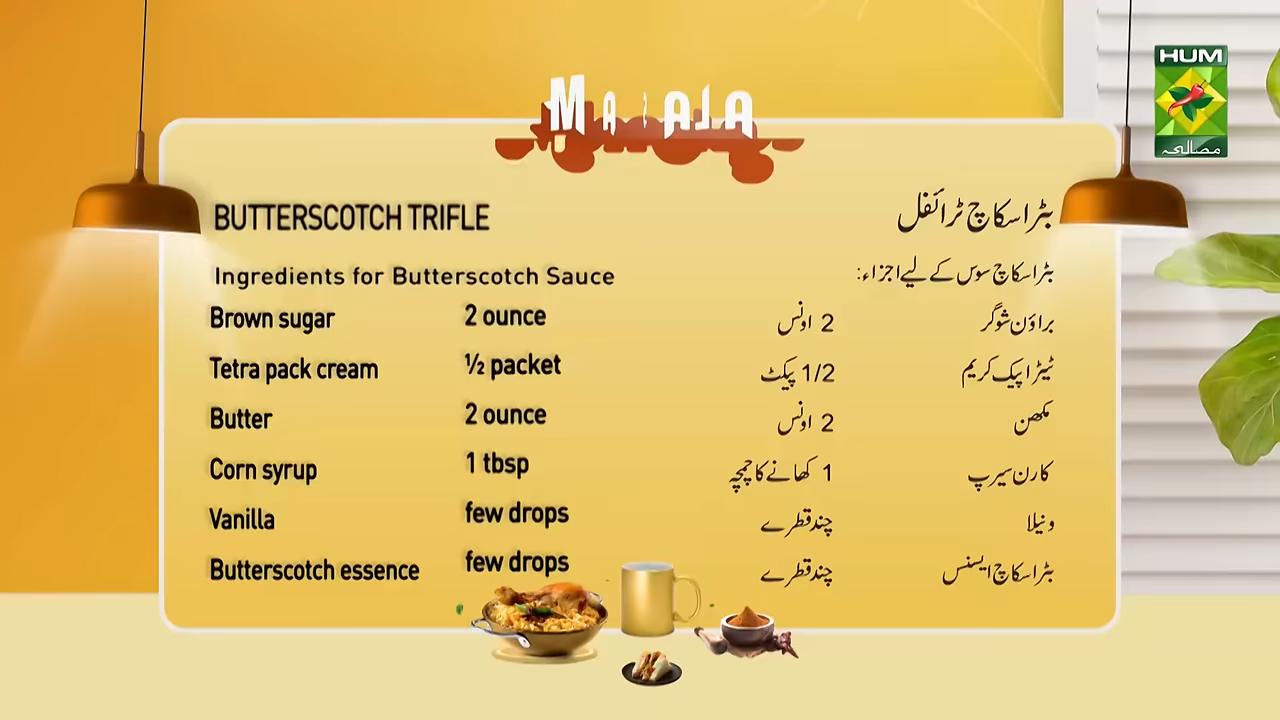 HUM
مصالحہ
MASALA
BUTTERSCOTCH TRIFLE بٹراسکاچ ٹرائفل
Ingredients for Butterscotch Sauce بٹراسکاچ سوس کے لیے اجزاء:
Brown sugar 2 ounce 2 اونس براؤن شوگر
Tetra pack cream ½ packet 1/2 پیکٹ ٹیٹرا پیک کریم
Butter 2 ounce 2 اونس مکھن
Corn syrup 1 tbsp 1 کھانے کا چمچہ کارن سیرپ
Vanilla few drops چند قطرے ونیلا
Butterscotch essence few drops چند قطرے بٹراسکاچ ایسنس